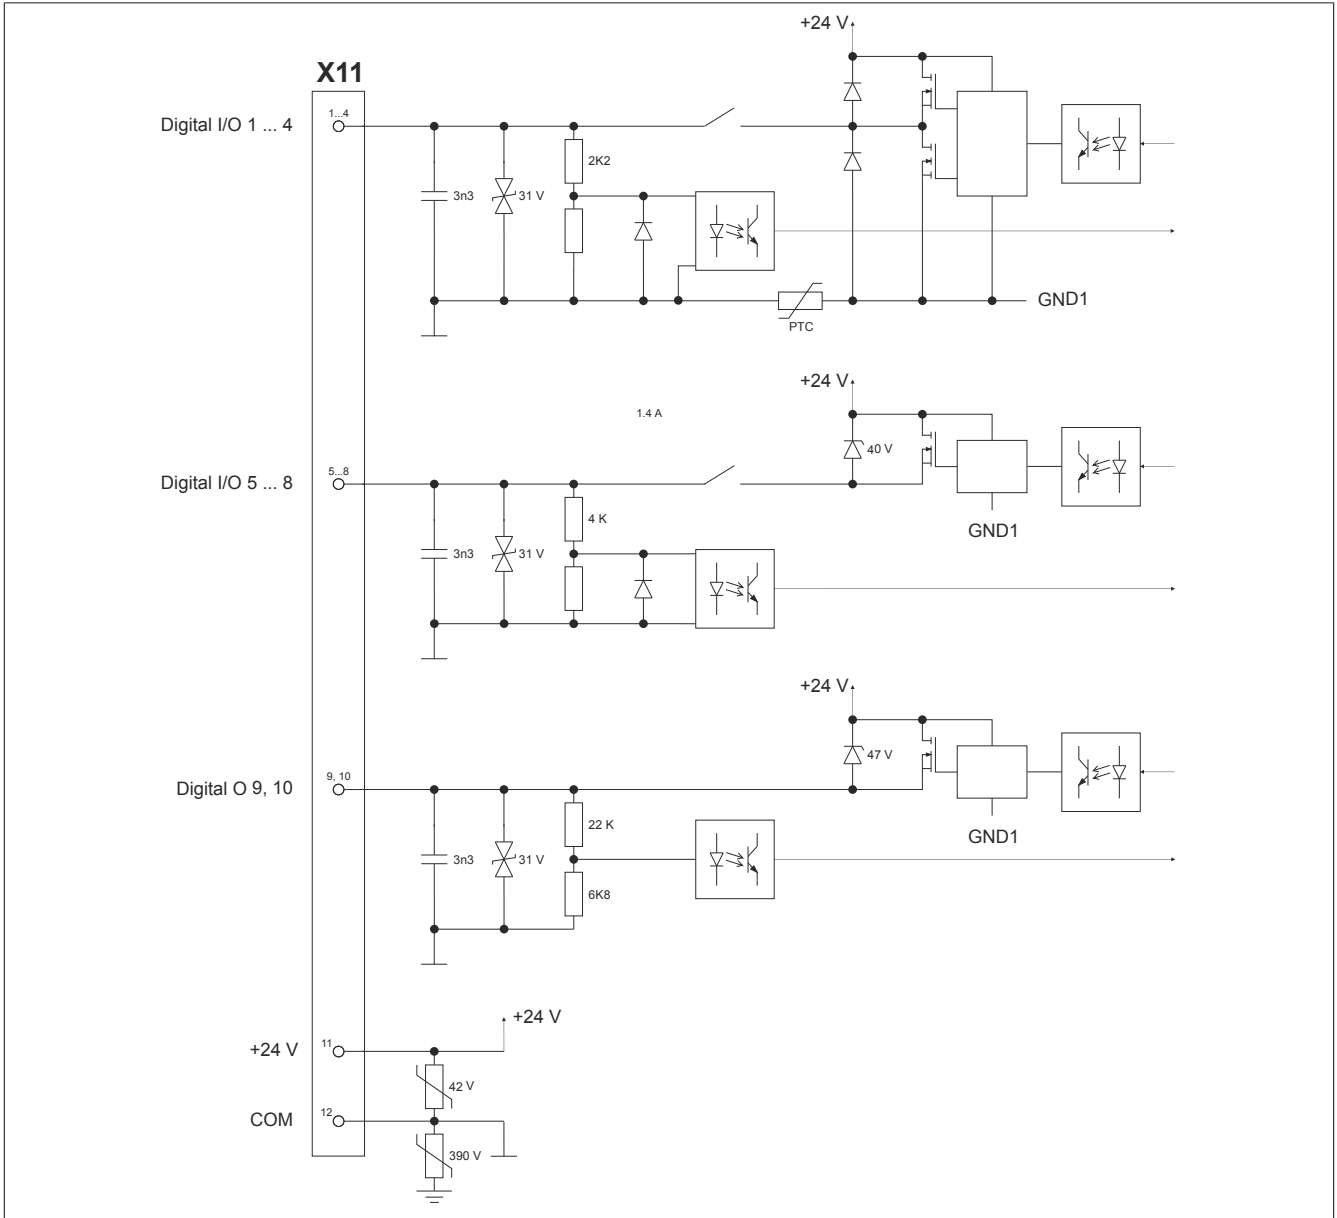 +24 V
X11
Digital I/O 1 ... 4
1...4
2K2
3n3
31 V
GND1
PTC
+24 V
1.4 A
40 V
Digital I/O 5 ... 8
5...8
4 K
GND1
3n3
31 V
+24 V
47 V
Digital O 9, 10
9, 10
22 K
GND1
3n3
31 V
6K8
+24 V
+24 V
11
42 V
COM
12
390 V